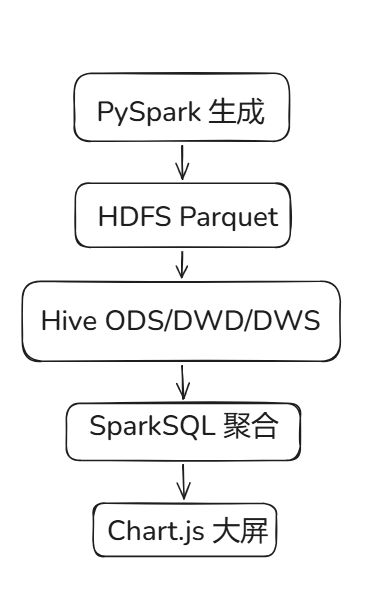 PySpark 生成
HDFS Parquet
Hive ODS/DWD/DWS
SparkSQL 聚合
Chart.js 大屏